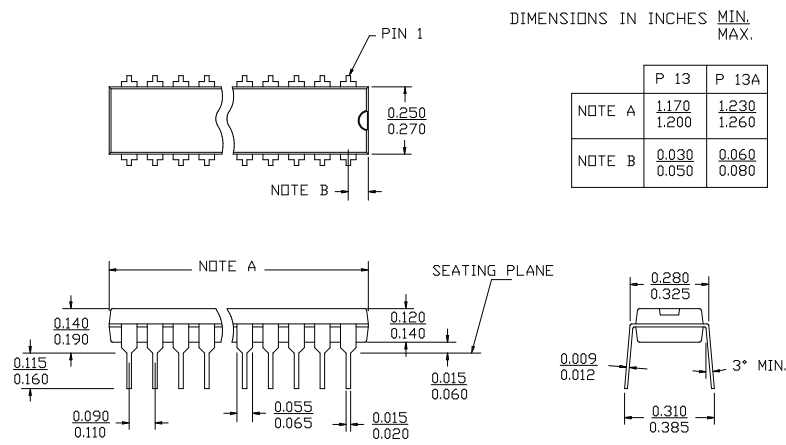 DIMENSIONS IN INCHES MIN.
MAX.
PIN 1
P 13 P 13A
NOTE A 1.170 1.230
1.200 1.260
NOTE B 0.030 0.060
0.050 0.080
0.250
0.270
NOTE B
NOTE A
SEATING PLANE
0.280
0.325
0.140
0.190
0.120
0.140
0.115
0.160
0.015
0.060
0.009
0.012
3° MIN.
0.090
0.110
0.055
0.065
0.015
0.020
0.310
0.385